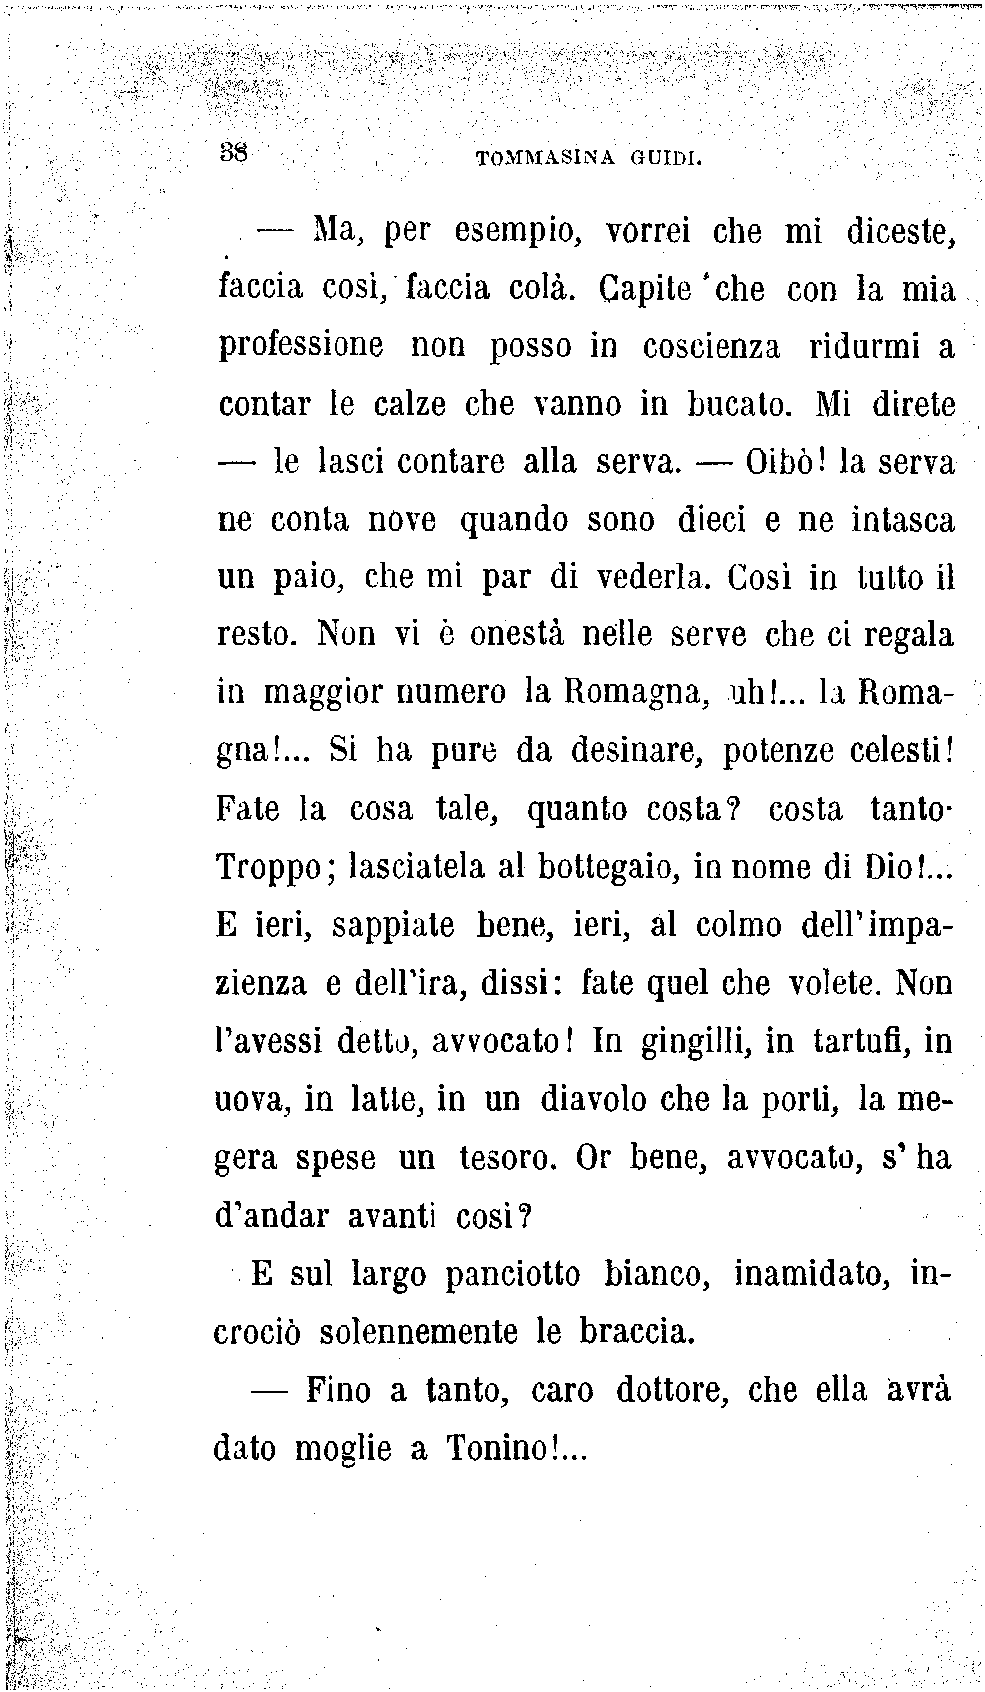 38 TOMMASINA GUIDI.
— Ma, per esempio, vorrei che mi diceste,
faccia così, faccia colà. Capite che con la mia
professione non posso in coscienza ridurmi a
contar le calze che vanno in bucato. Mi direte
— le lasci contare alla serva. — Oibò! la serva
ne conta nove quando sono dieci e ne intasca
un paio, che mi par di vederla. Così in tutto il
resto. Non vi è onestà nelle serve che ci regala
in maggior numero la Romagna, uh!... la Roma-
gna!... Si ha pure da desinare, potenze celesti!
Fate la cosa tale, quanto costa? costa tanto·
Troppo; lasciatela al bottegaio, in nome di Dio!...
E ieri, sappiate bene, ieri, al colmo dell'impa-
zienza e dell'ira, dissi: fate quel che volete. Non
l'avessi detto, avvocato! In gingilli, in tartufi, in
uova, in latte, in un diavolo che la porti, la me-
gera spese un tesoro. Or bene, avvocato, s' ha
d'andar avanti così?
E sul largo panciotto bianco, inamidato, in-
crociò solennemente le braccia.
— Fino a tanto, caro dottore, che ella avrà
dato moglie a Tonino!...